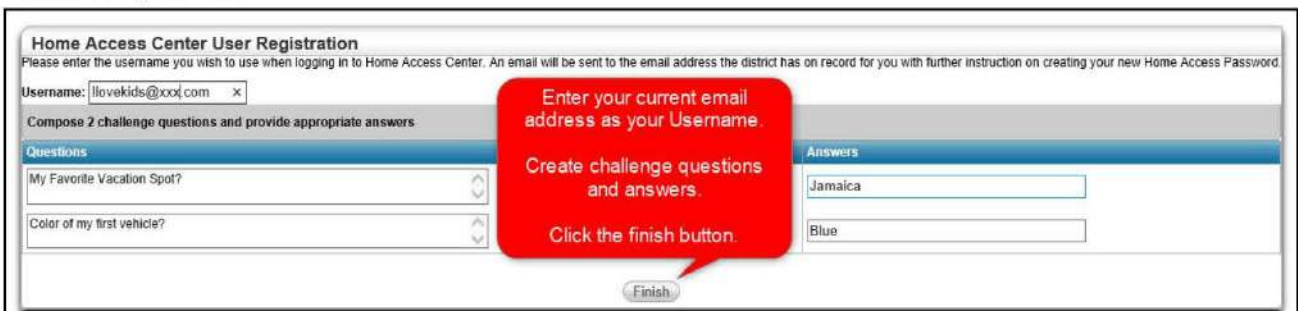 Home Access Center User Registration
Please enter the username you wish to use when logging in to Home Access Center. An email will be sent to the email address the district has on record for you with further instruction on creating your new Home Access Password.
Username: Ilovekids@xxx.com ×
Compose 2 challenge questions and provide appropriate answers
Questions
Answers
My Favorite Vacation Spot?
Jamaica
Color of my first vehicle?
Blue
Enter your current email
address as your Username.
Create challenge questions
and answers.
Click the finish button.
Finish